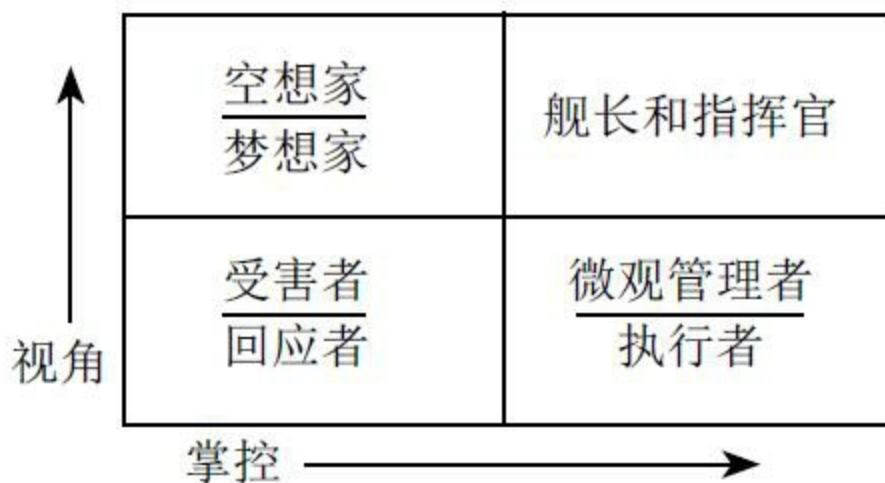 空想家
梦想家
舰长和指挥官
受害者
回应者
微观管理者
执行者
视角
掌控